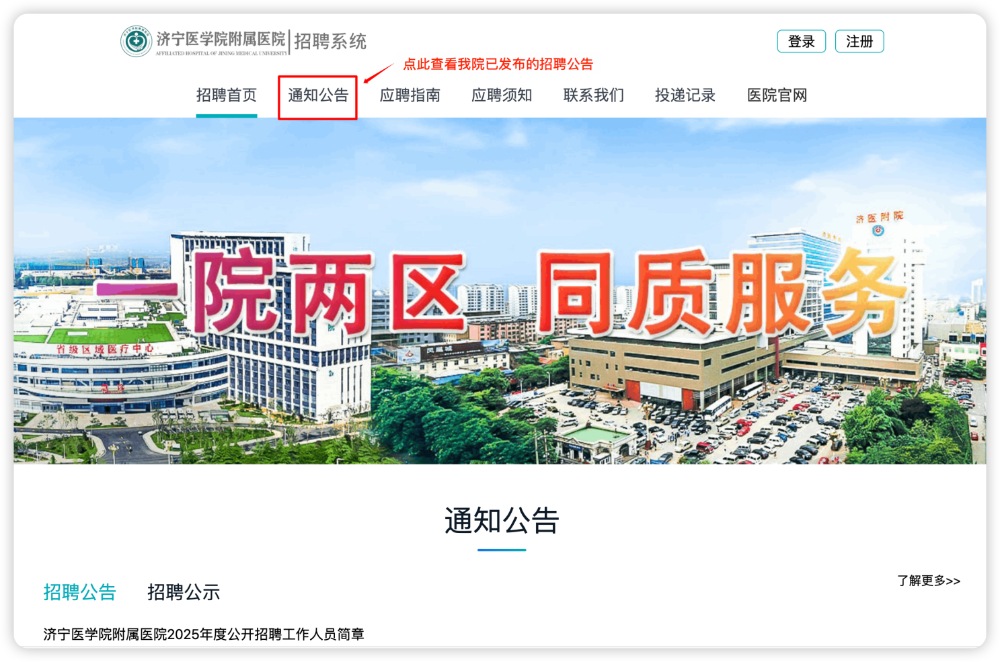 济宁医学院附属医院 招聘系统
AFFILIATED HOSPITAL OF JINING MEDICAL UNIVERSITY
登录 注册
点此查看我院已发布的招聘公告
招聘首页 通知公告 应聘指南 应聘须知 联系我们 投递记录 医院官网
济医附院
一院两区 同质服务
省级区域医疗中心
凤凰城
急诊
通知公告
招聘公告 招聘公示
了解更多>>
济宁医学院附属医院2025年度公开招聘工作人员简章